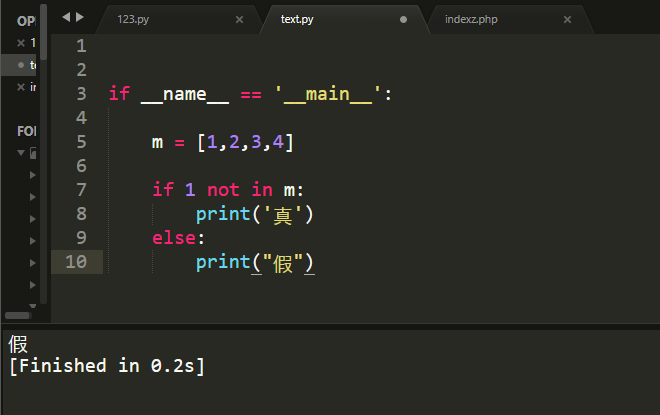 OP
123.py
text.py
indexz.php
1
te
in
FO
1
2
3 if __name__ == '__main__':
4
5 m = [1,2,3,4]
6
7 if 1 not in m:
8 print('真')
9 else:
10 print("假")
假
[Finished in 0.2s]